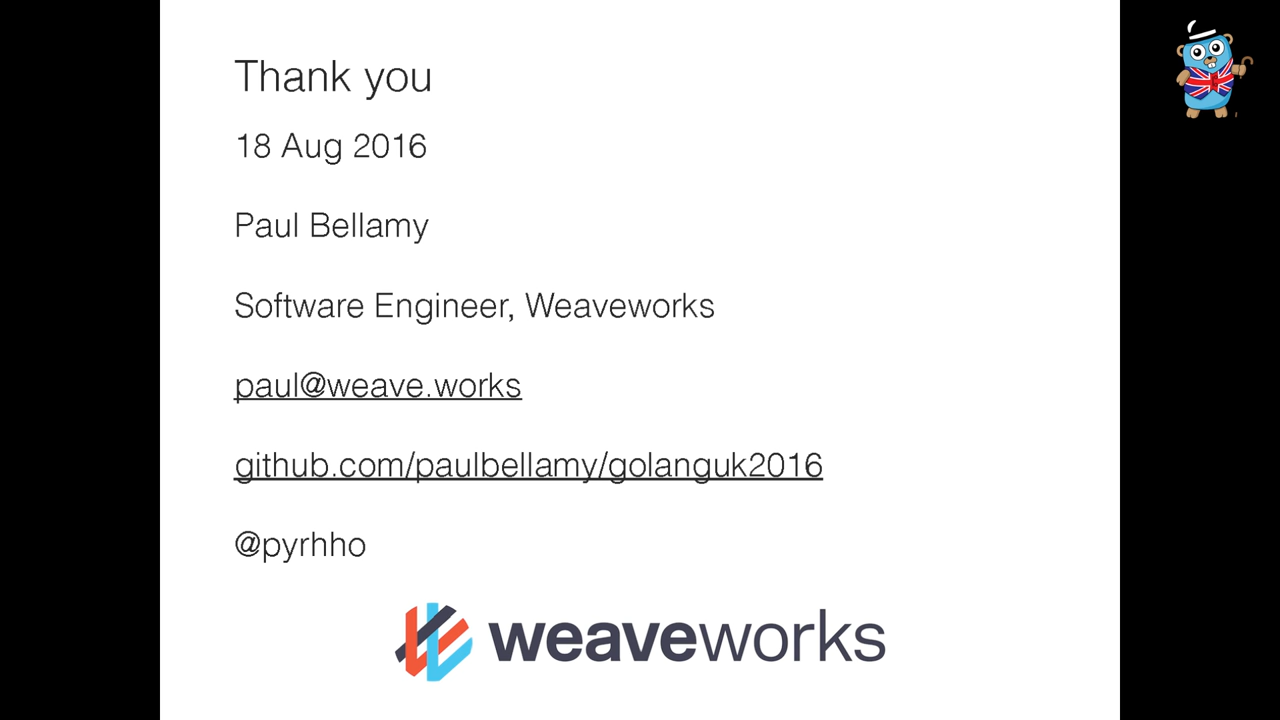 Thank you
18 Aug 2016
Paul Bellamy
Software Engineer, Weaveworks
paul@weave.works
github.com/paulbellamy/golanguk2016
@pyrhho
weaveworks